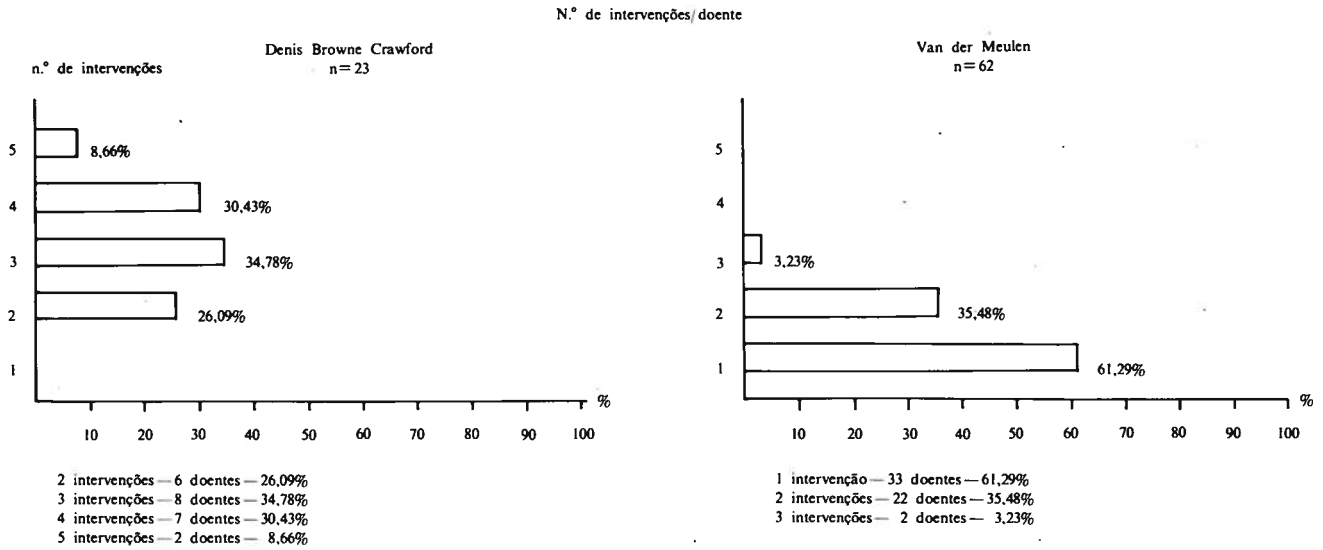 N.º de intervenções/doente
Denis Browne Crawford
n=23
n.º de intervenções
5
8,66%
4
30,43%
3
34,78%
2
26,09%
1
%
10 20 30 40 50 60 70 80 90 100
2 intervenções — 6 doentes — 26,09%
3 intervenções — 8 doentes — 34,78%
4 intervenções — 7 doentes — 30,43%
5 intervenções — 2 doentes — 8,66%
Van der Meulen
n=62
5
4
3
3,23%
2
35,48%
1
61,29%
%
10 20 30 40 50 60 70 80 90 100
1 intervenção — 33 doentes — 61,29%
2 intervenções — 22 doentes — 35,48%
3 intervenções — 2 doentes — 3,23%